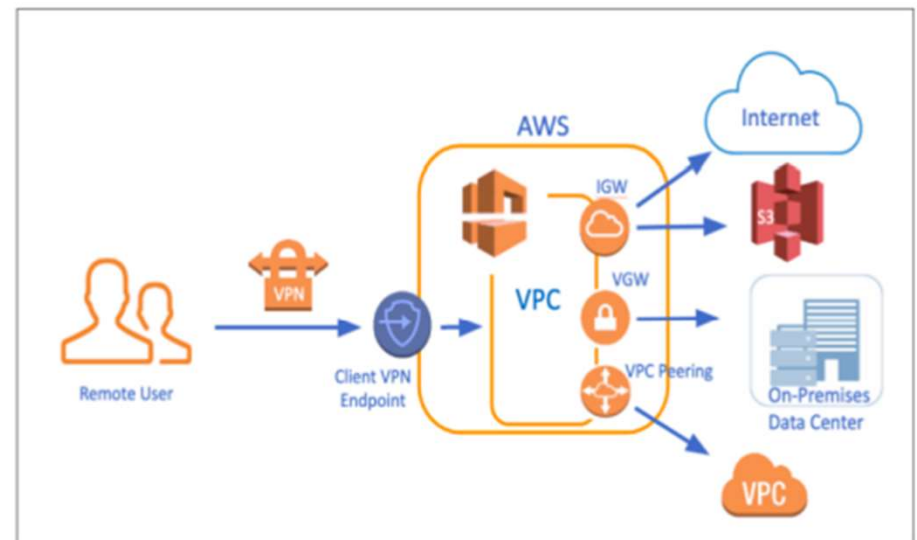 AWS
Internet
IGW
S3
VPN
VGW
VPC
Client VPN
Endpoint
Remote User
VPC Peering
On-Premises
Data Center
VPC